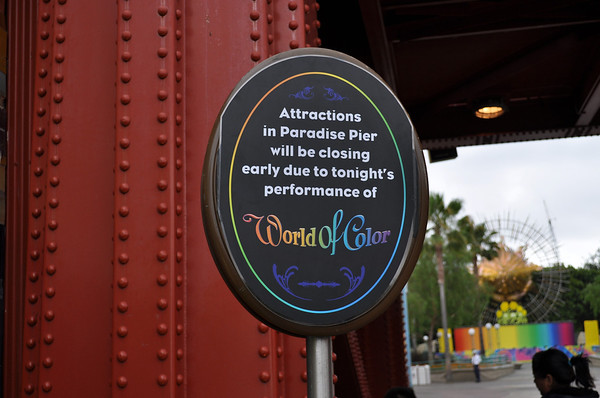 Attractions
in Paradise Pier
will be closing
early due to tonight's
performance of
World Of Color